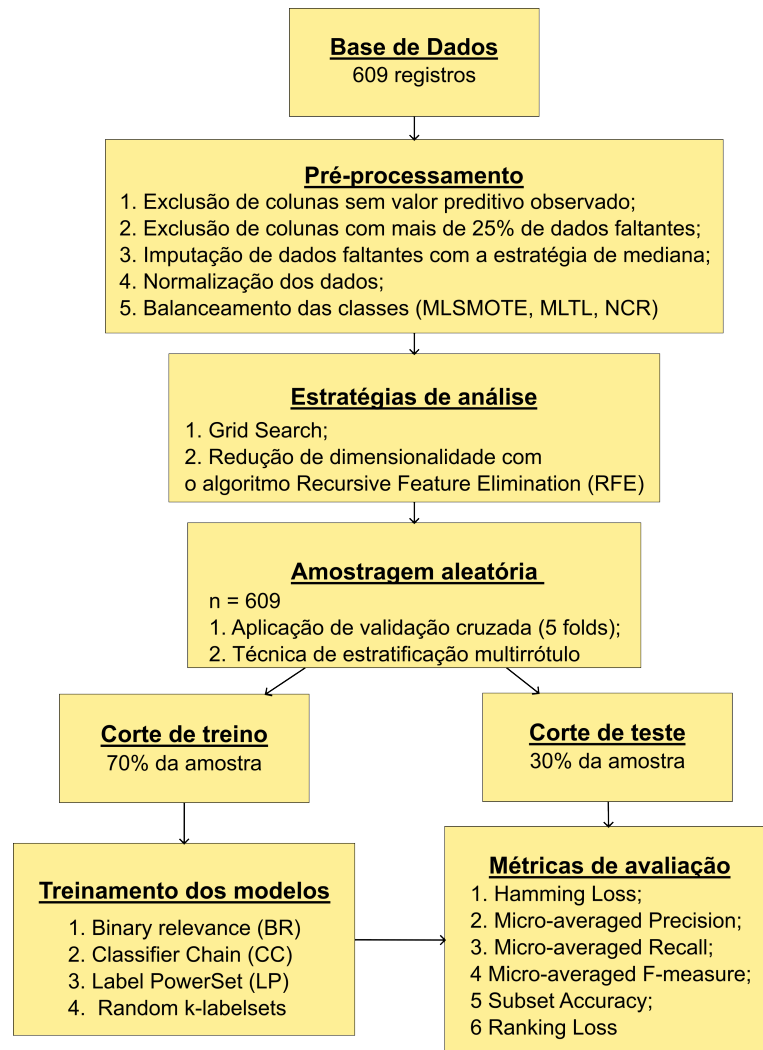 Base de Dados
609 registros
Pré-processamento
1. Exclusão de colunas sem valor preditivo observado;
2. Exclusão de colunas com mais de 25% de dados faltantes;
3. Imputação de dados faltantes com a estratégia de mediana;
4. Normalização dos dados;
5. Balanceamento das classes (MLSMOTE, MLTL, NCR)
Estratégias de análise
1. Grid Search;
2. Redução de dimensionalidade com
o algoritmo Recursive Feature Elimination (RFE)
Amostragem aleatória
n = 609
1. Aplicação de validação cruzada (5 folds);
2. Técnica de estratificação multirrótulo
Corte de treino
70% da amostra
Corte de teste
30% da amostra
Treinamento dos modelos
1. Binary relevance (BR)
2. Classifier Chain (CC)
3. Label PowerSet (LP)
4. Random k-labelsets
Métricas de avaliação
1. Hamming Loss;
2. Micro-averaged Precision;
3. Micro-averaged Recall;
4 Micro-averaged F-measure;
5 Subset Accuracy;
6 Ranking Loss